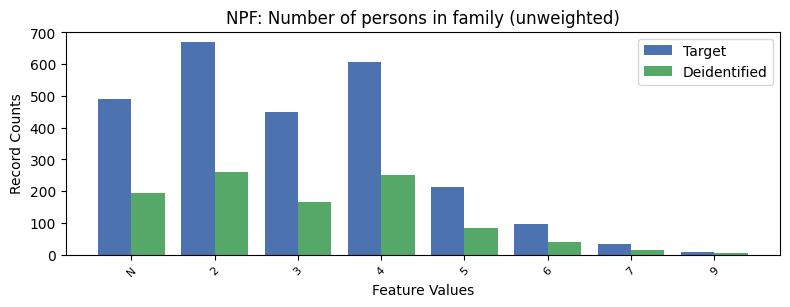 NPF: Number of persons in family (unweighted)
700
600
500
400
300
200
100
0
Record Counts
Target
Deidentified
N 2 3 4 5 6 7 9
Feature Values